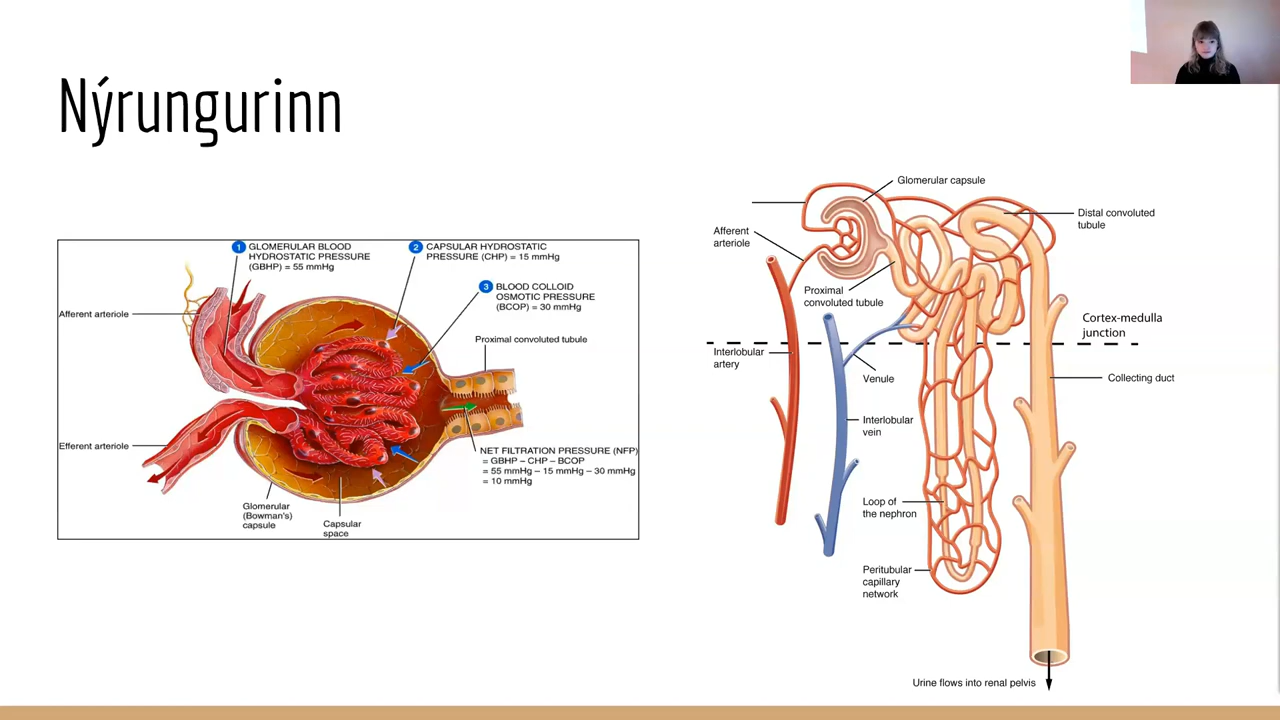 Nýrungurinn
1 GLOMERULAR BLOOD
HYDROSTATIC PRESSURE
(GBHP) = 55 mmHg
2 CAPSULAR HYDROSTATIC
PRESSURE (CHP) = 15 mmHg
3 BLOOD COLLOID
OSMOTIC PRESSURE
(BCOP) = 30 mmHg
Afferent arteriole
Proximal convoluted tubule
Efferent arteriole
NET FILTRATION PRESSURE (NFP)
= GBHP – CHP – BCOP
= 55 mmHg – 15 mmHg – 30 mmHg
= 10 mmHg
Glomerular
(Bowman's)
capsule
Capsular
space
Glomerular capsule
Distal convoluted
tubule
Afferent
arteriole
Proximal
convoluted tubule
Cortex-medulla
junction
Interlobular
artery
Venule
Collecting duct
Interlobular
vein
Loop of
the nephron
Peritubular
capillary
network
Urine flows into renal pelvis